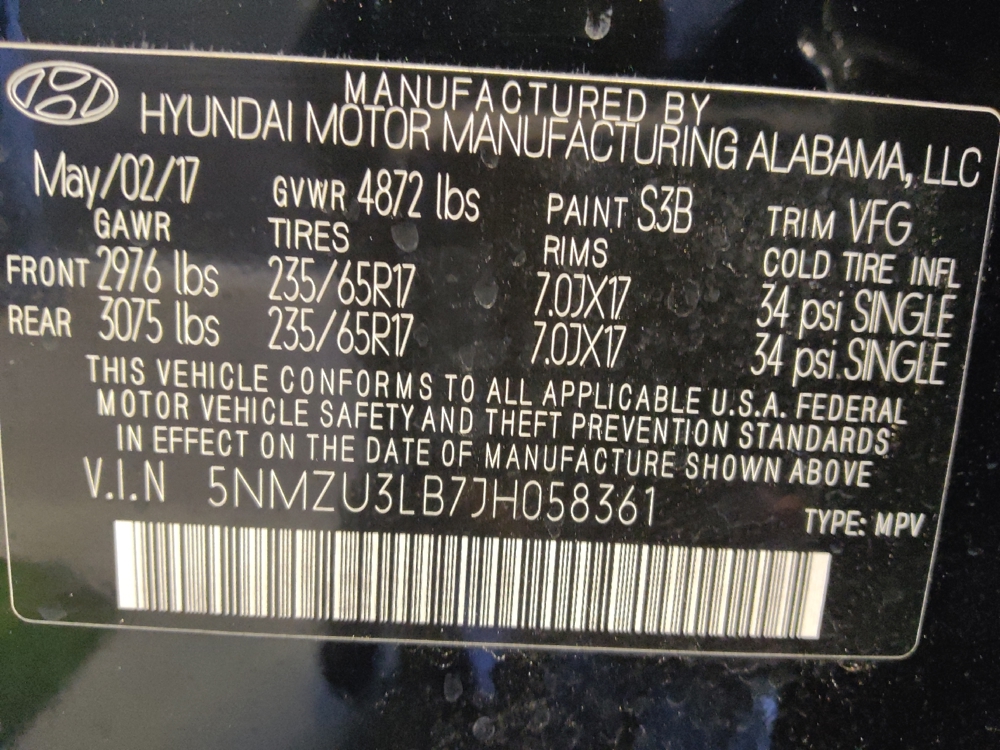 MANUFACTURED BY
HYUNDAI MOTOR MANUFACTURING ALABAMA, LLC
May/02/17 GVWR 4872 lbs PAINT S3B TRIM VFG
GAWR TIRES RIMS COLD TIRE INFL
FRONT 2976 lbs 235/65R17 7.0JX17 34 psi SINGLE
REAR 3075 lbs 235/65R17 7.0JX17 34 psi SINGLE
THIS VEHICLE CONFORMS TO ALL APPLICABLE U.S.A. FEDERAL
MOTOR VEHICLE SAFETY AND THEFT PREVENTION STANDARDS
IN EFFECT ON THE DATE OF MANUFACTURE SHOWN ABOVE
V.I.N 5NMZU3LB7JH058361 TYPE: MPV